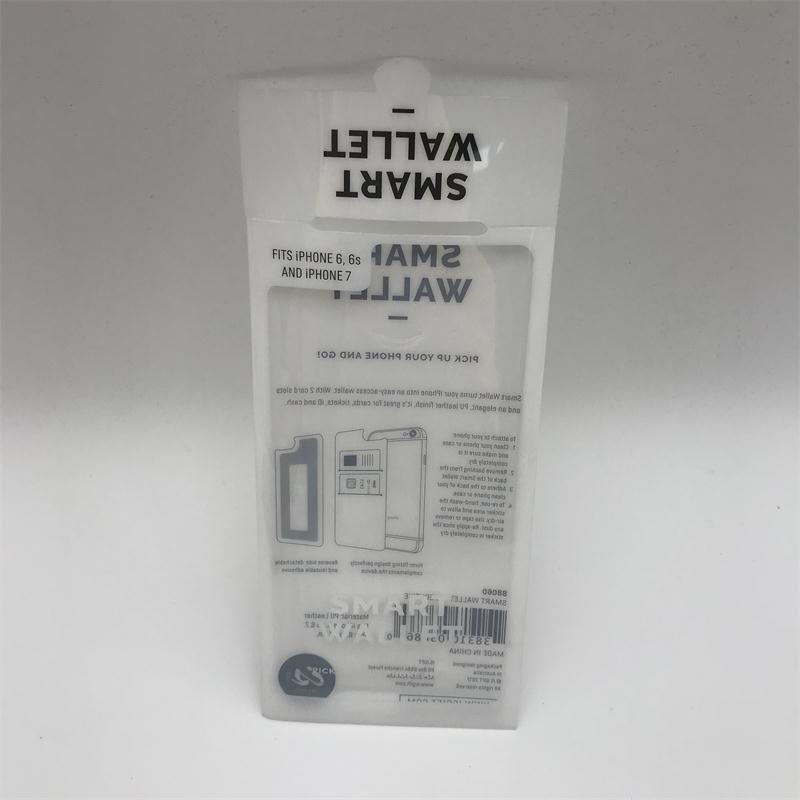 SMART
WALLET
FITS iPHONE 6, 6s
AND iPHONE 7
SMART
WALLET
PICK UP YOUR PHONE AND GO!
Smart Wallet turns your iPhone into an easy-access wallet. With 2 card slots
and an elegant, PU leather finish, it's great for cards, tickets, ID and cash.
To attach to your phone:
1. Clean your phone or case
and make sure it is
completely dry
2. Remove backing from the
back of the Smart Wallet
3. Adhere to the back of your
clean phone or case.
4. To re-use, hand-wash the
sticker area and allow to
air-dry. Use tape to remove
any dust. Re-apply once the
sticker is completely dry
Form-fitting design perfectly
complements the device
Reverse side: detachable
and reusable adhesive
88060
SMART WALLET
Material: PU Leather
SMART
MADE IN CHINA
Packaging designed
in Australia
© IS GIFT 2017
All rights reserved
IS GIFT
PICK